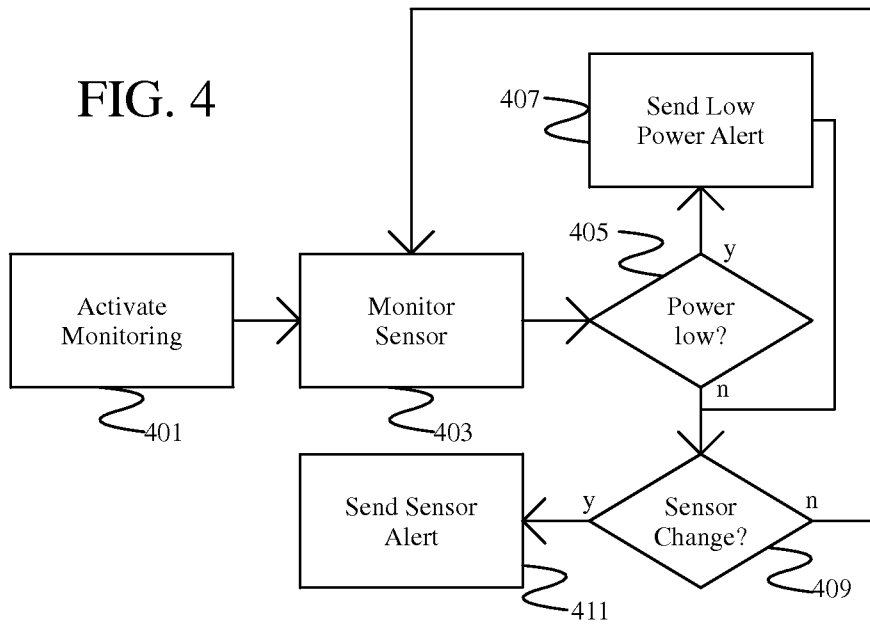 FIG. 4
407
Send Low
Power Alert
405
y
Activate
Monitoring
Monitor
Sensor
Power
low?
401
403
n
Send Sensor
Alert
y
Sensor
Change?
n
411
409